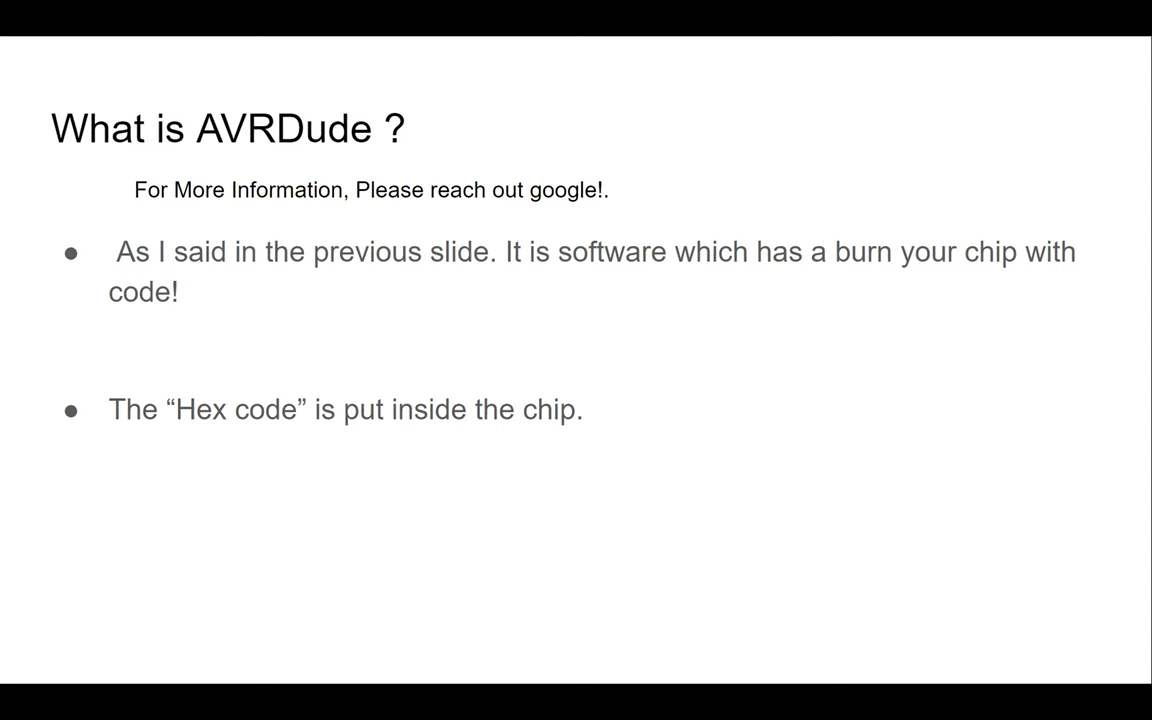 What is AVRDude ?
For More Information, Please reach out google!.
● As I said in the previous slide. It is software which has a burn your chip with
code!
● The “Hex code” is put inside the chip.